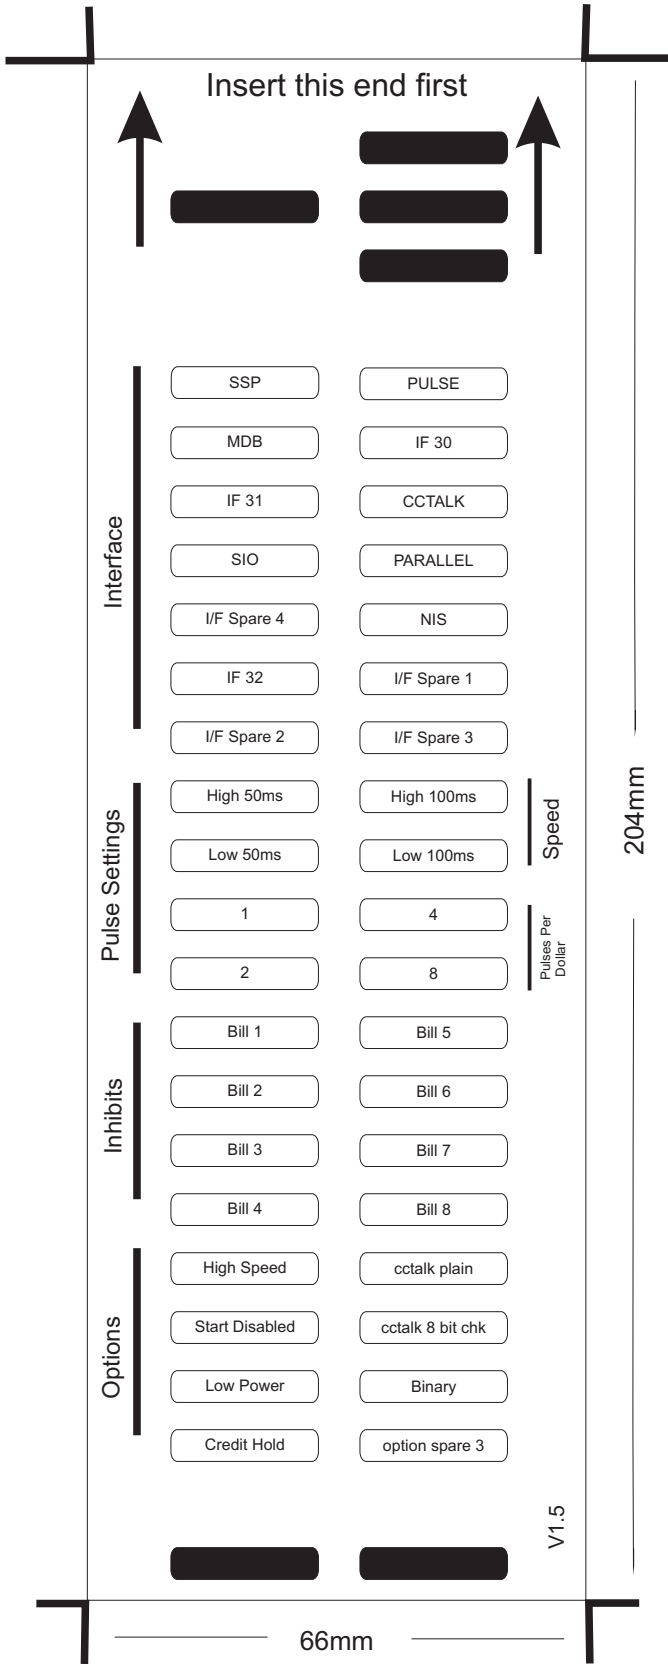 Insert this end first
Interface
SSP
PULSE
MDB
IF 30
IF 31
CCTALK
SIO
PARALLEL
I/F Spare 4
NIS
IF 32
I/F Spare 1
I/F Spare 2
I/F Spare 3
Pulse Settings
High 50ms
High 100ms
Low 50ms
Low 100ms
Speed
1
4
2
8
Pulses Per
Dollar
Inhibits
Bill 1
Bill 5
Bill 2
Bill 6
Bill 3
Bill 7
Bill 4
Bill 8
Options
High Speed
cctalk plain
Start Disabled
cctalk 8 bit chk
Low Power
Binary
Credit Hold
option spare 3
V1.5
204mm
66mm